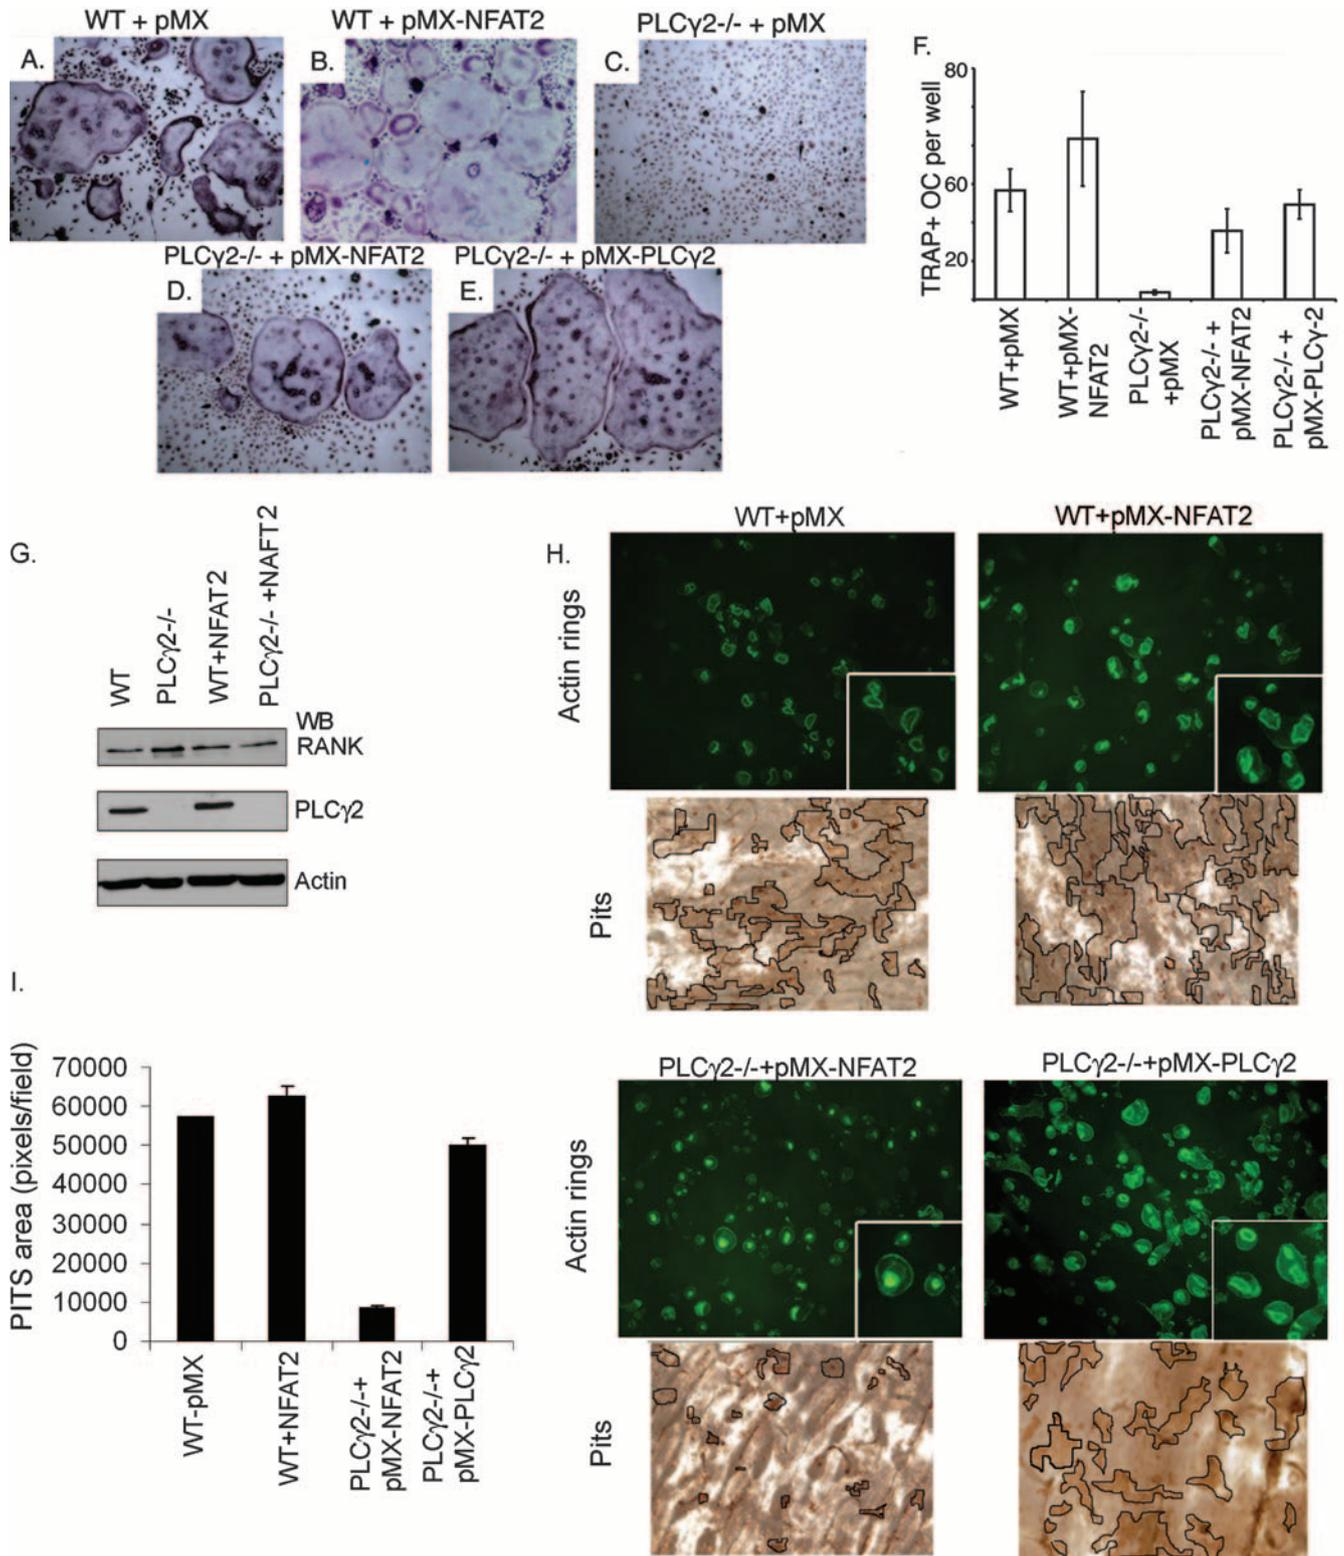 WT + pMX
WT + pMX-NFAT2
PLCγ2-/- + pMX
A.
B.
C.
PLCγ2-/- + pMX-NFAT2
PLCγ2-/- + pMX-PLCγ2
D.
E.
F.
TRAP+ OC per well
80
60
20
WT+pMX
WT+pMX-
NFAT2
PLCγ2-/-
+pMX
PLCγ2-/- +
pMX-NFAT2
PLCγ2-/- +
pMX-PLCγ-2
G.
WT
PLCγ2-/-
WT+NFAT2
PLCγ2-/- +NAFT2
WB
RANK
PLCγ2
Actin
H.
WT+pMX
WT+pMX-NFAT2
Actin rings
Pits
PLCγ2-/-+pMX-NFAT2
PLCγ2-/-+pMX-PLCγ2
Actin rings
Pits
I.
PITS area (pixels/field)
70000
60000
50000
40000
30000
20000
10000
0
WT-pMX
WT+NFAT2
PLCγ2-/-+
pMX-NFAT2
PLCγ2-/-+
pMX-PLCγ2